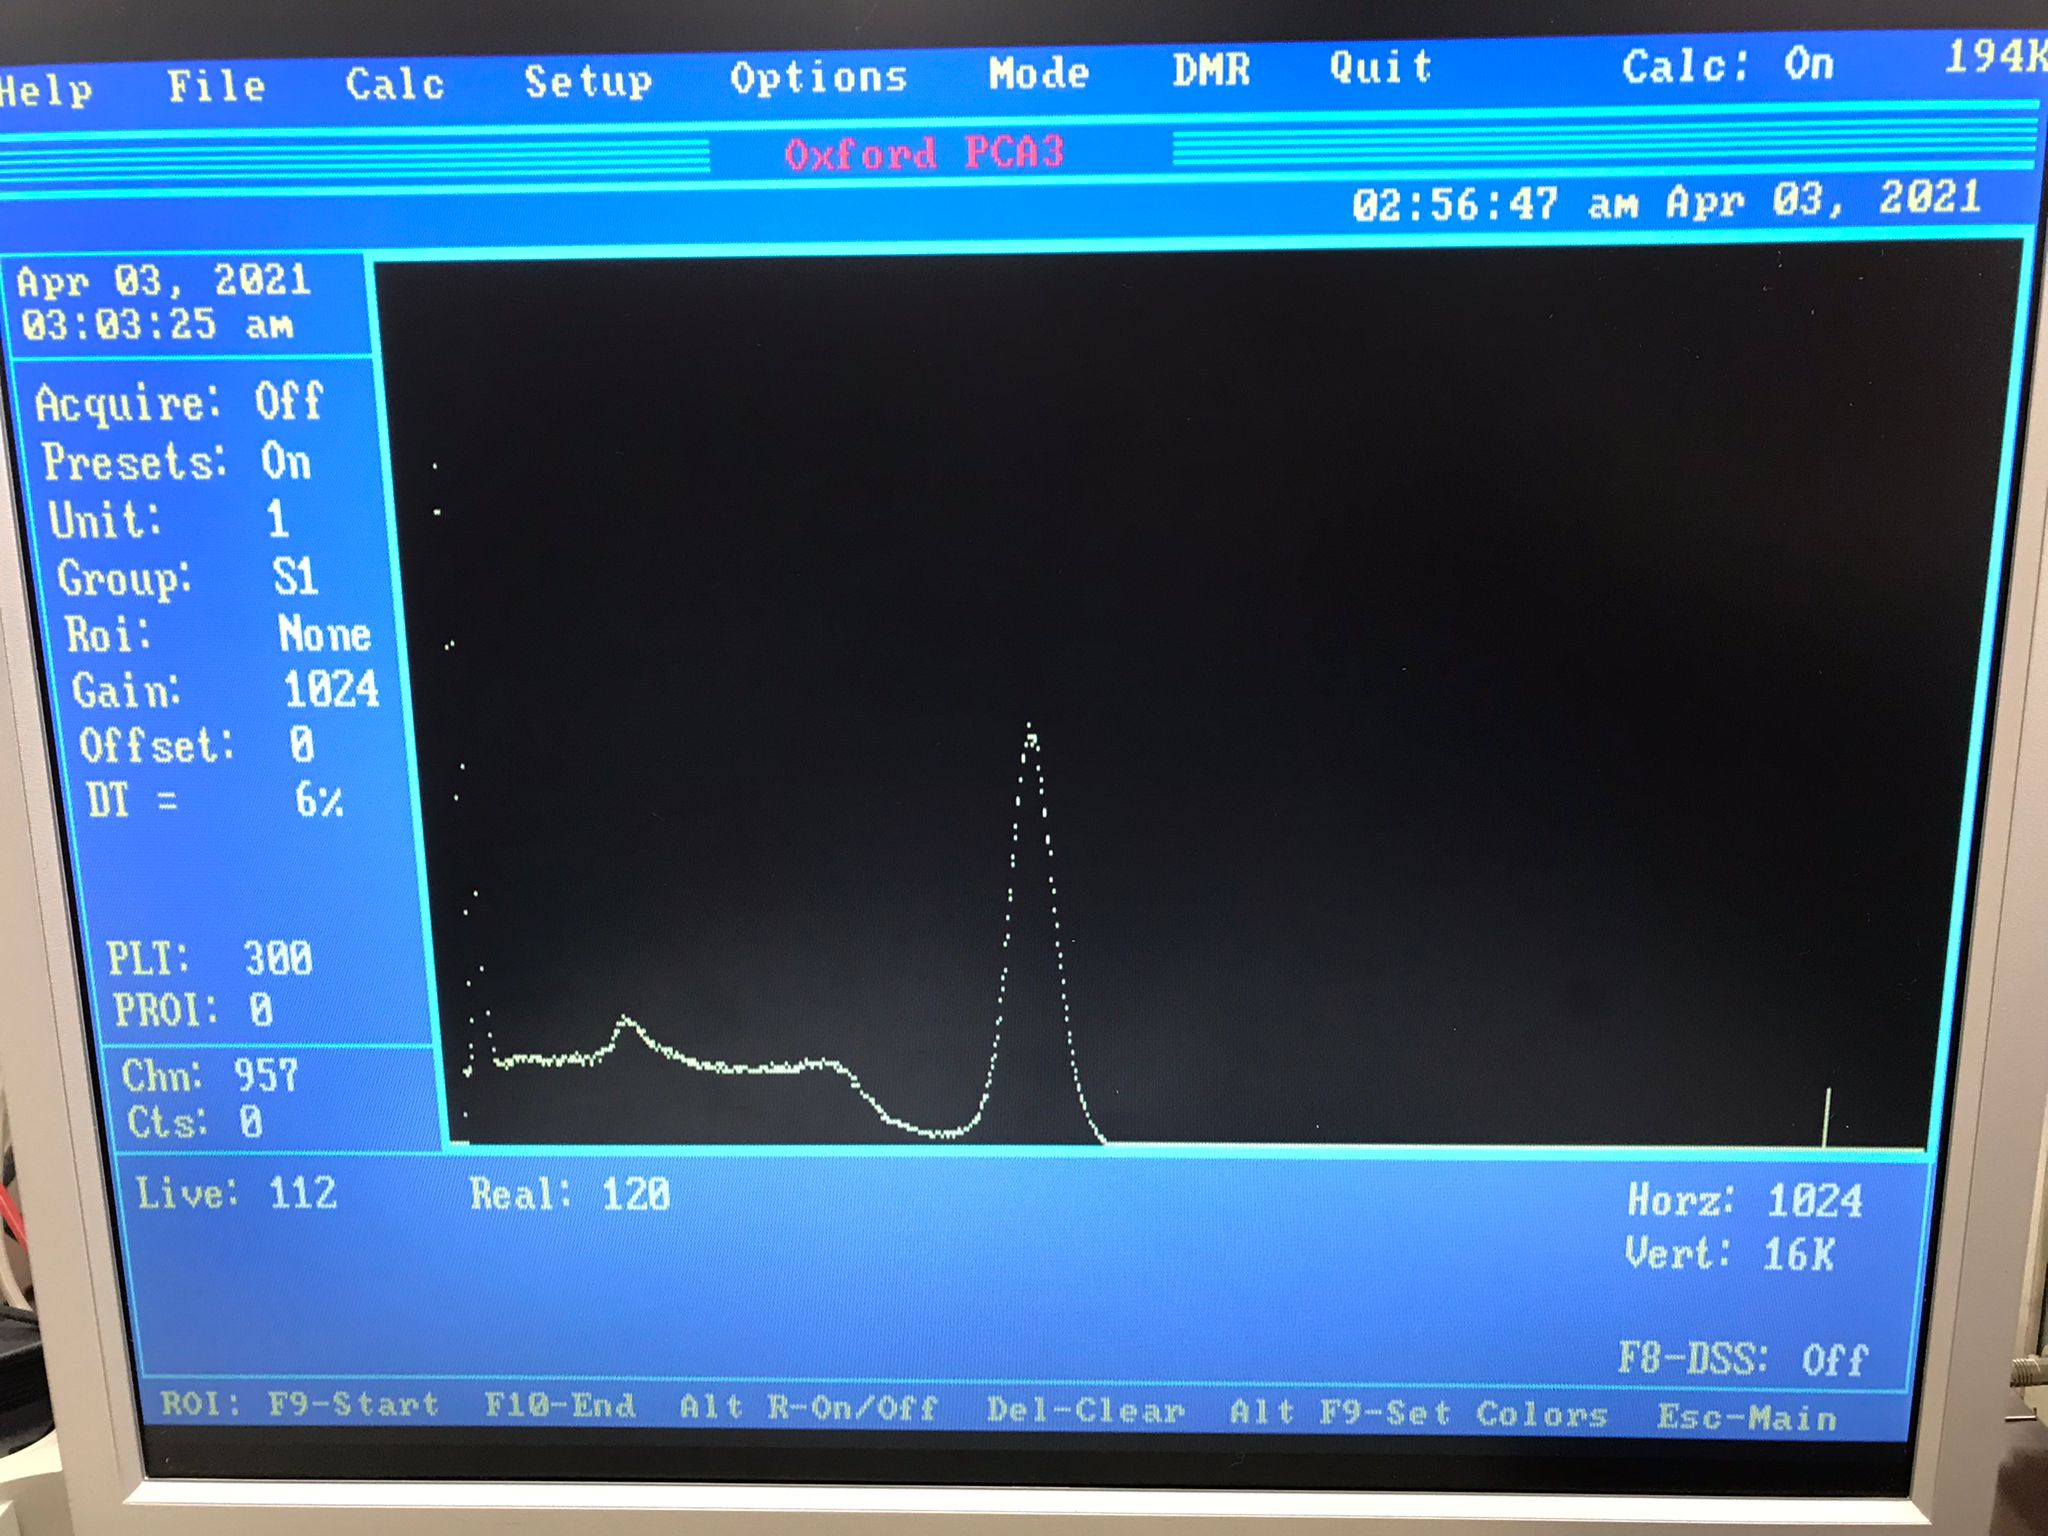 Help File Calc Setup Options Mode DMR Quit Calc: On 194K
Oxford PCA3
02:56:47 am Apr 03, 2021
Apr 03, 2021
03:03:25 am
Acquire: Off
Presets: On
Unit: 1
Group: S1
Roi: None
Gain: 1024
Offset: 0
DT = 6%
PLT: 300
PROI: 0
Chn: 957
Cts: 0
Live: 112 Real: 120 Horz: 1024
Vert: 16K
F8-DSS: Off
ROI: F9-Start F10-End Alt R-On/Off Del-Clear Alt F9-Set Colors Esc-Main